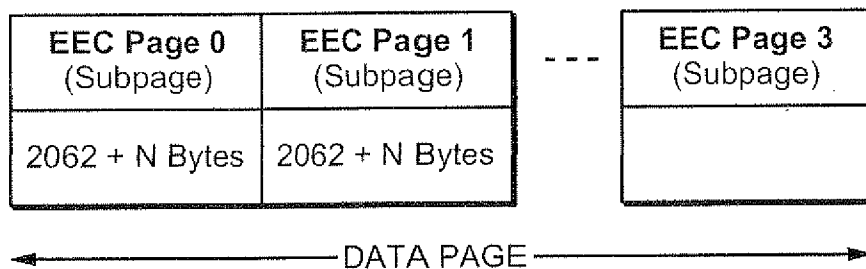 EEC Page 0
(Subpage)
EEC Page 1
(Subpage)
- - -
EEC Page 3
(Subpage)
2062 + N Bytes
2062 + N Bytes
DATA PAGE